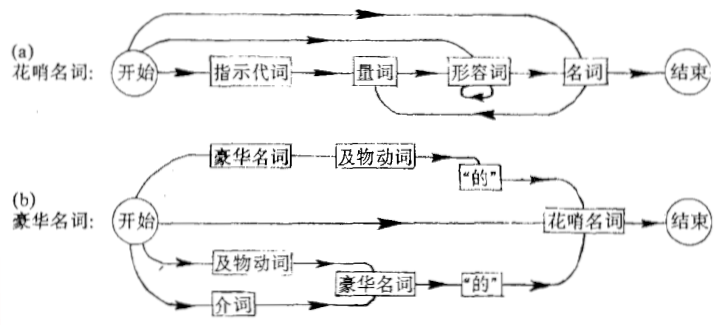 (a)
花哨名词: 开始 指示代词 量词 形容词 名词 结束
豪华名词 及物动词
“的”
(b)
豪华名词: 开始 花哨名词 结束
及物动词
豪华名词 “的”
介词